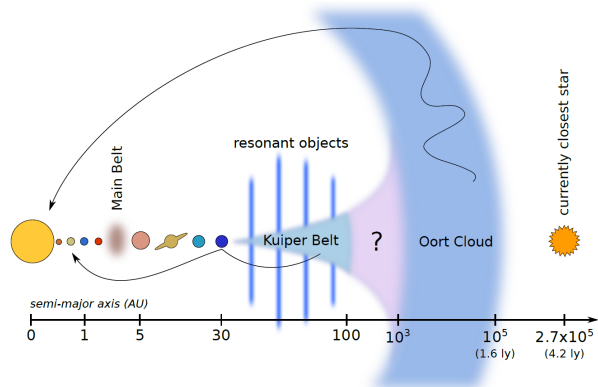 currently closest star
resonant objects
Main Belt
Kuiper Belt
?
Oort Cloud
semi-major axis (AU)
0 1 5 30 100 10³ 10⁵ 2.7x10⁵
(1.6 ly) (4.2 ly)